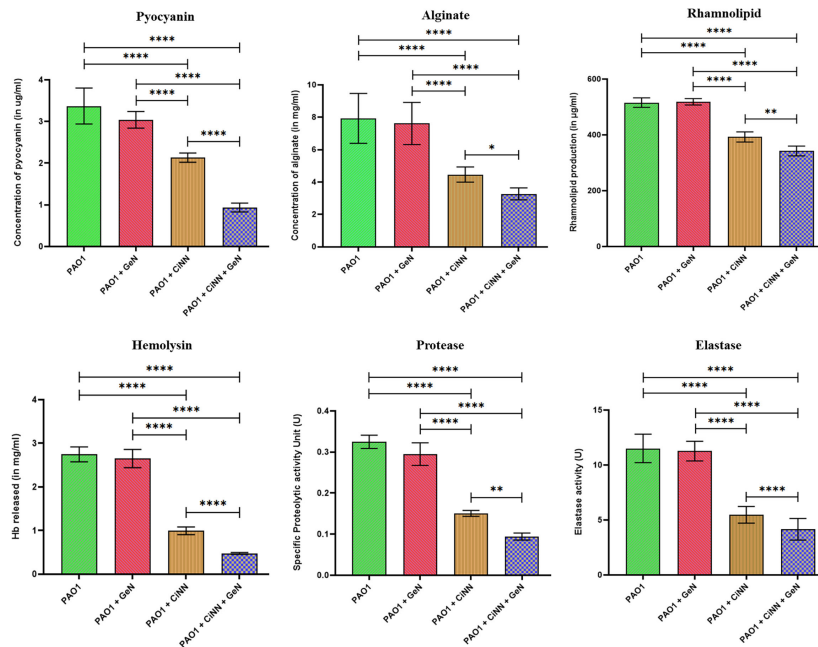 Pyocyanin
****
****
****
****
****
Concentration of pyocyanin (in ug/ml)
4
3
2
1
0
PAO1
PAO1 + GeN
PAO1 + CiNN
PAO1 + CiNN + GeN
Alginate
****
****
****
****
*
Concentration of alginate (in mg/ml)
10
8
6
4
2
0
PAO1
PAO1 + GeN
PAO1 + CiNN
PAO1 + CiNN + GeN
Rhamnolipid
****
****
****
****
**
Rhamnolipid production (in µg/ml)
600
400
200
0
PAO1
PAO1 + GeN
PAO1 + CiNN
PAO1 + CiNN + GeN
Hemolysin
****
****
****
****
****
Hb released (in mg/ml)
4
3
2
1
0
PAO1
PAO1 + GeN
PAO1 + CiNN
PAO1 + CiNN + GeN
Protease
****
****
****
****
**
Specific Proteolytic activity Unit (U)
0.4
0.3
0.2
0.1
0.0
PAO1
PAO1 + GeN
PAO1 + CiNN
PAO1 + CiNN + GeN
Elastase
****
****
****
****
****
Elastase activity (U)
15
10
5
0
PAO1
PAO1 + GeN
PAO1 + CiNN
PAO1 + CiNN + GeN